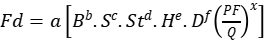 Fd = a [B^b . S^c . St^d . H^e . D^f (PF/Q)^x]